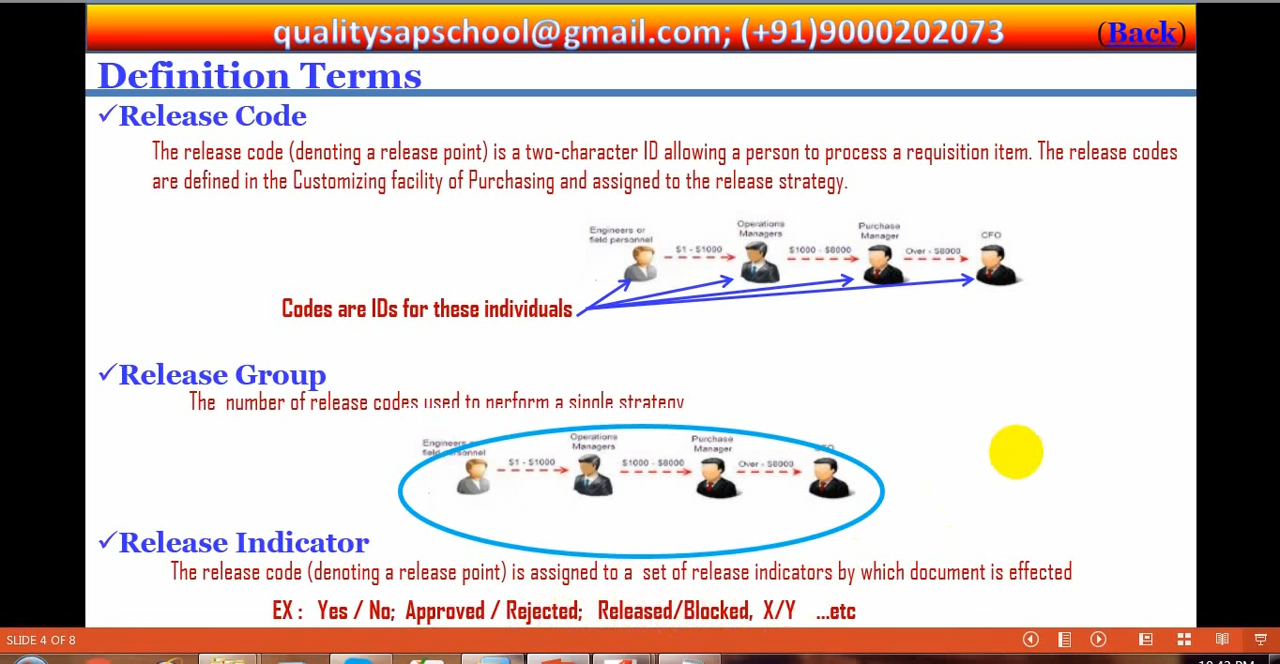 qualitysapschool@gmail.com; (+91)9000202073 (Back)
Definition Terms
✓Release Code
The release code (denoting a release point) is a two-character ID allowing a person to process a requisition item. The release codes
are defined in the Customizing facility of Purchasing and assigned to the release strategy.
Engineers or
field personnel
$1 - $1000
Operations
Managers
$1000 - $8000
Purchase
Manager
Over - $8000
CFO
Codes are IDs for these individuals
✓Release Group
The number of release codes used to perform a single strategy
Engineers
field personnel
$1 - $1000
Operations
Managers
$1000 - $8000
Purchase
Manager
Over - $8000
✓Release Indicator
The release code (denoting a release point) is assigned to a set of release indicators by which document is effected
EX : Yes / No; Approved / Rejected; Released/Blocked, X/Y ...etc
SLIDE 4 OF 8